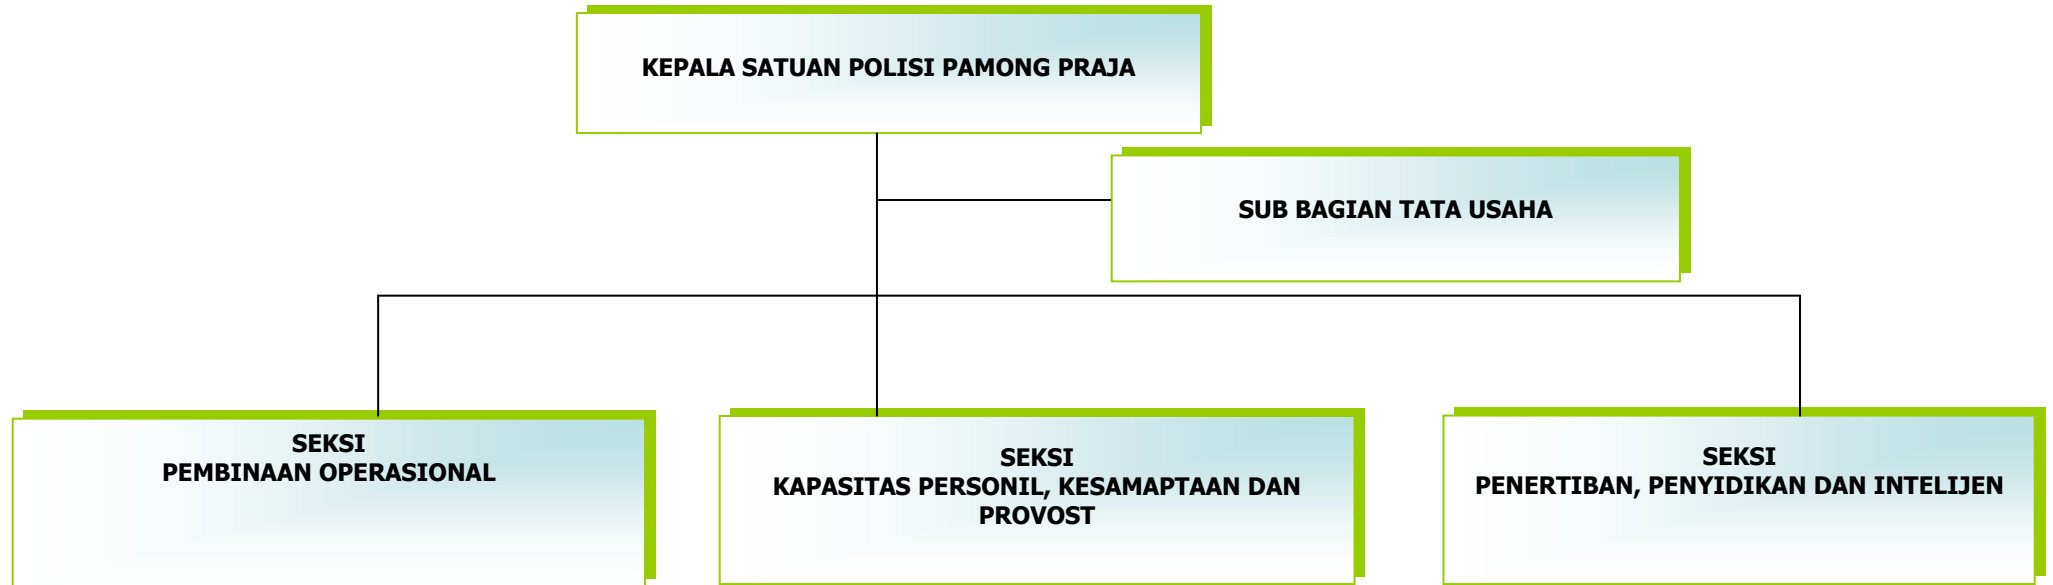 KEPALA SATUAN POLISI PAMONG PRAJA
SUB BAGIAN TATA USAHA
SEKSI
PEMBINAAN OPERASIONAL
SEKSI
KAPASITAS PERSONIL, KESAMAPTAAN DAN
PROVOST
SEKSI
PENERTIBAN, PENYIDIKAN DAN INTELIJEN